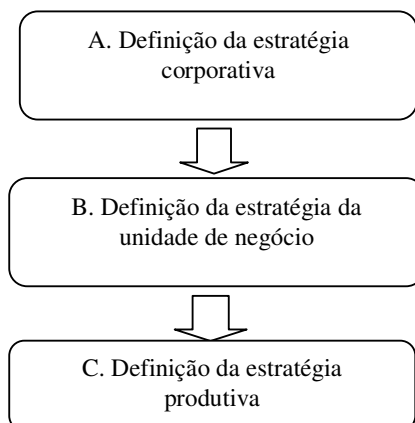 A. Definição da estratégia
corporativa
B. Definição da estratégia da
unidade de negócio
C. Definição da estratégia
produtiva